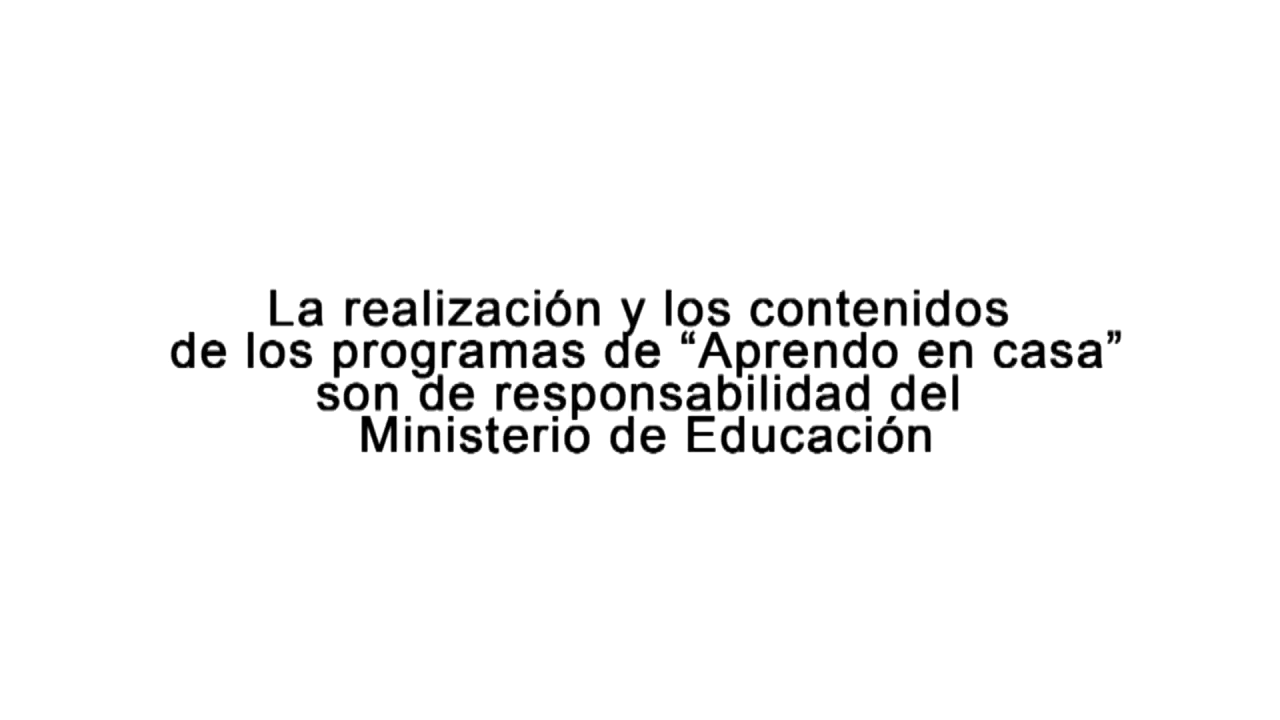 La realización y los contenidos
de los programas de “Aprendo en casa”
son de responsabilidad del
Ministerio de Educación